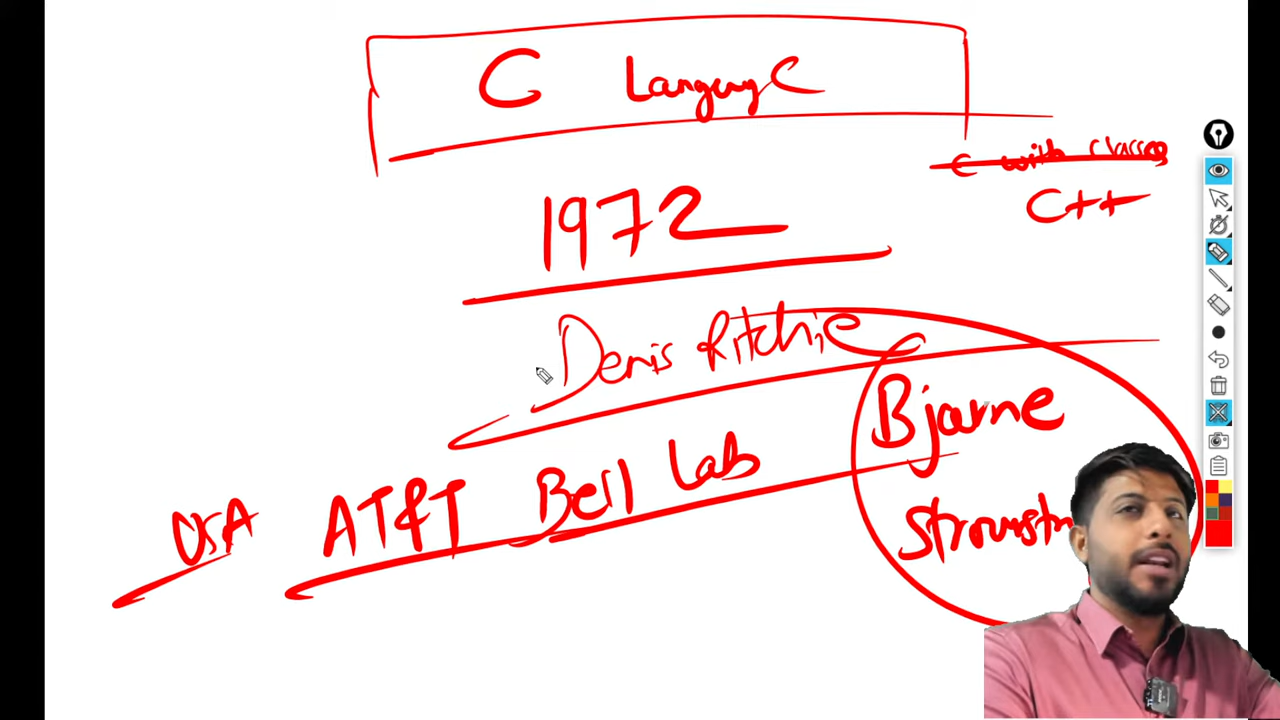 C Language
C with classes
C++
1972
Denis Ritchie
Bjarne
USA AT&T Bell Lab